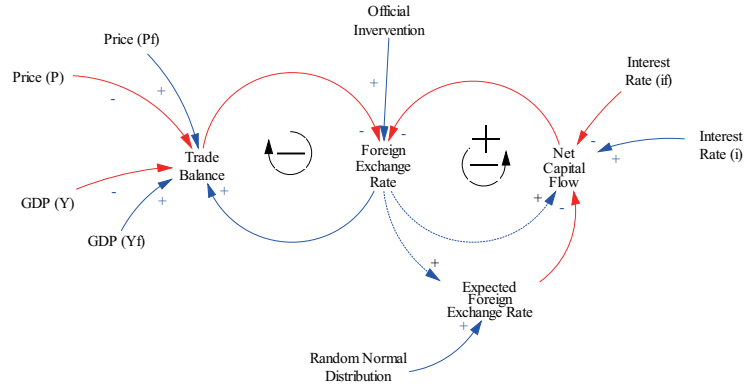 Official
Invervention
Price (Pf)
Price (P)
Interest
Rate (if)
+
-
+
-
-
-
+
Interest
Rate (i)
+
Trade
Balance
-
Foreign
Exchange
Rate
-
Net
Capital
Flow
-
+
+
+
-
GDP (Y)
GDP (Yf)
+
Expected
Foreign
Exchange Rate
+
Random Normal
Distribution